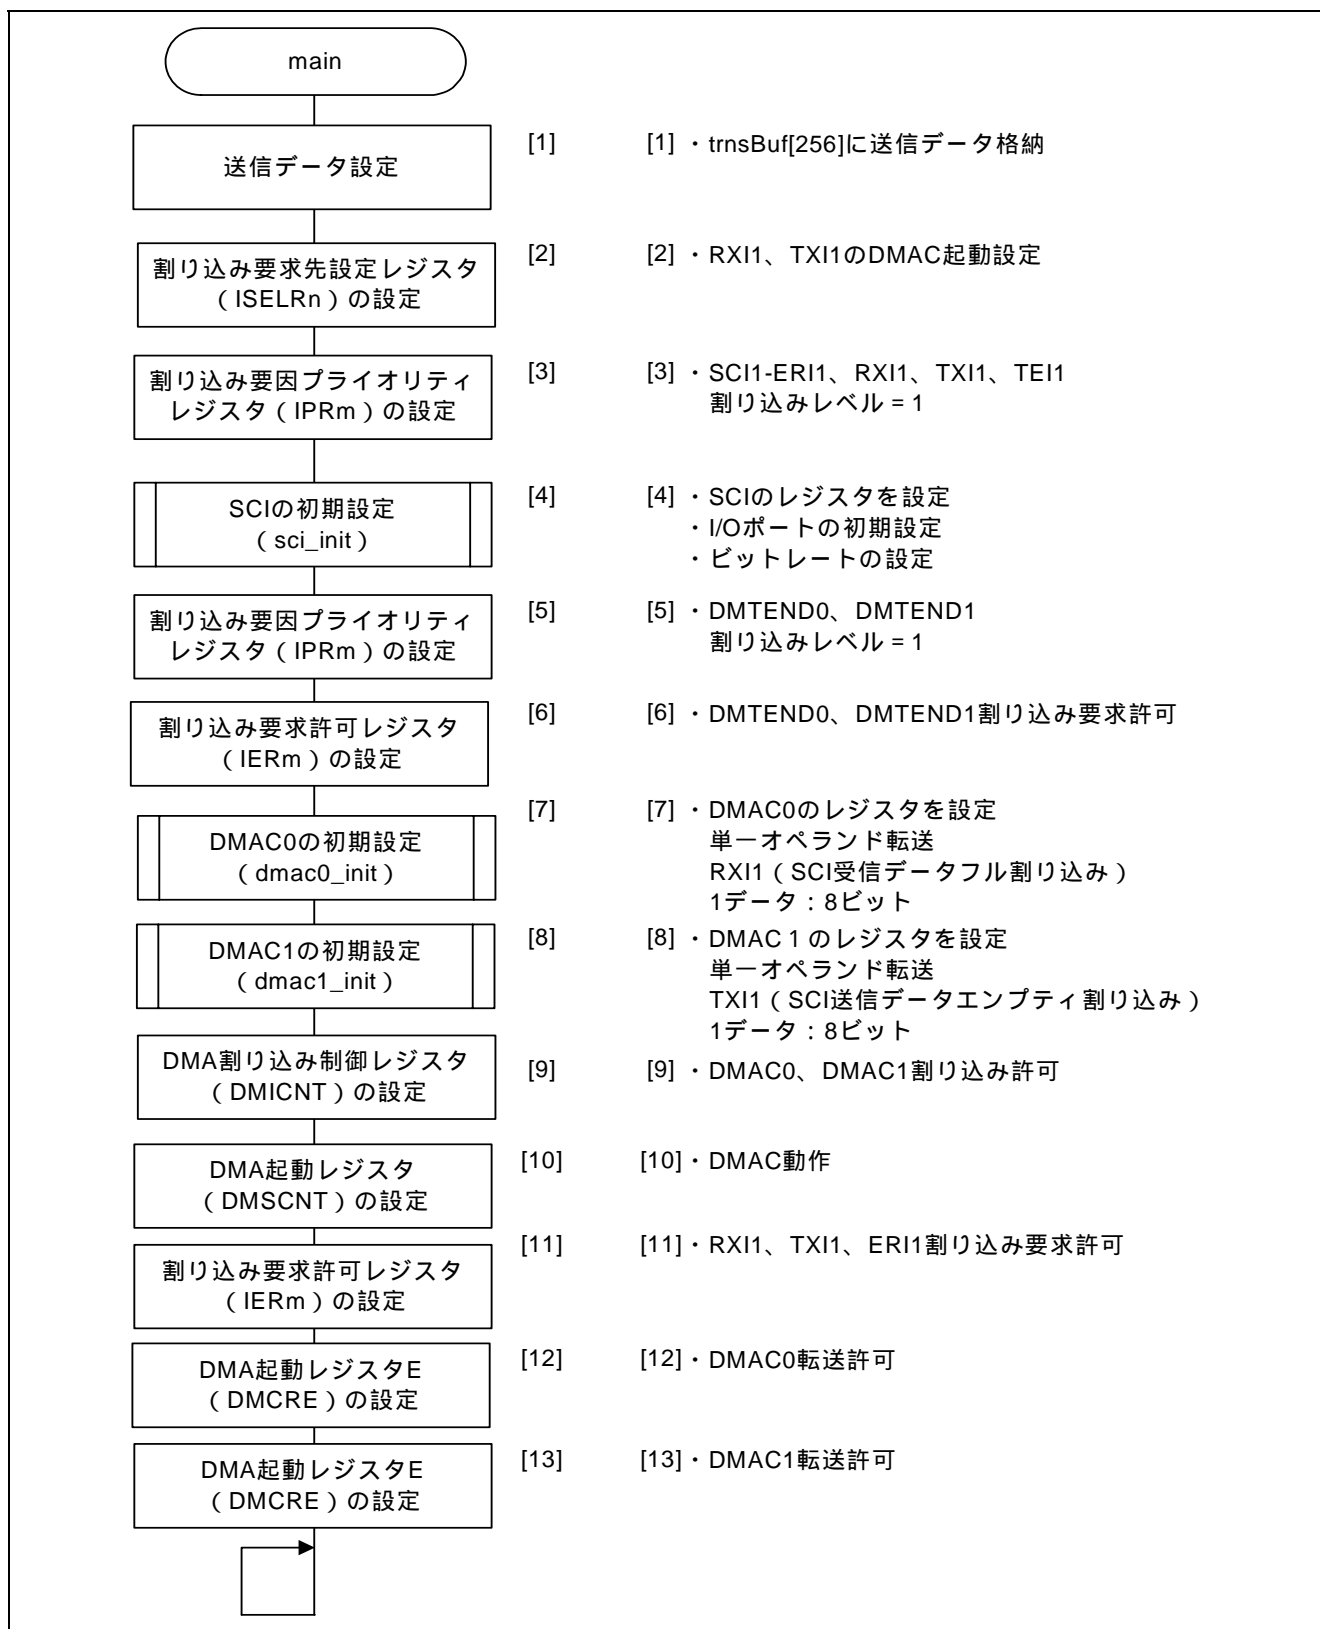 main
送信データ設定
[1]
[1]・trnsBuf[256]に送信データ格納
割り込み要求先設定レジスタ
(ISELRn)の設定
[2]
[2]・RXI1、TXI1のDMAC起動設定
割り込み要因プライオリティ
レジスタ(IPRm)の設定
[3]
[3]・SCI1-ERI1、RXI1、TXI1、TEI1
割り込みレベル = 1
SCIの初期設定
(sci_init)
[4]
[4]・SCIのレジスタを設定
・I/Oポートの初期設定
・ビットレートの設定
割り込み要因プライオリティ
レジスタ(IPRm)の設定
[5]
[5]・DMTEND0、DMTEND1
割り込みレベル = 1
割り込み要求許可レジスタ
(IERm)の設定
[6]
[6]・DMTEND0、DMTEND1割り込み要求許可
DMAC0の初期設定
(dmac0_init)
[7]
[7]・DMAC0のレジスタを設定
単一オペランド転送
RXI1(SCI受信データフル割り込み)
1データ:8ビット
DMAC1の初期設定
(dmac1_init)
[8]
[8]・DMAC1のレジスタを設定
単一オペランド転送
TXI1(SCI送信データエンプティ割り込み)
1データ:8ビット
DMA割り込み制御レジスタ
(DMICNT)の設定
[9]
[9]・DMAC0、DMAC1割り込み許可
DMA起動レジスタ
(DMSCNT)の設定
[10]
[10]・DMAC動作
割り込み要求許可レジスタ
(IERm)の設定
[11]
[11]・RXI1、TXI1、ERI1割り込み要求許可
DMA起動レジスタE
(DMCRE)の設定
[12]
[12]・DMAC0転送許可
DMA起動レジスタE
(DMCRE)の設定
[13]
[13]・DMAC1転送許可